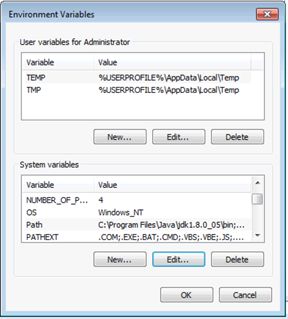 Environment Variables
User variables for Administrator
Variable Value
TEMP %USERPROFILE%\AppData\Local\Temp
TMP %USERPROFILE%\AppData\Local\Temp
New... Edit... Delete
System variables
Variable Value
NUMBER_OF_P... 4
OS Windows_NT
Path C:\Program Files\Java\jdk1.8.0_05\bin;...
PATHEXT .COM;.EXE;.BAT;.CMD;.VBS;.VBE;.JS;....
New... Edit... Delete
OK Cancel